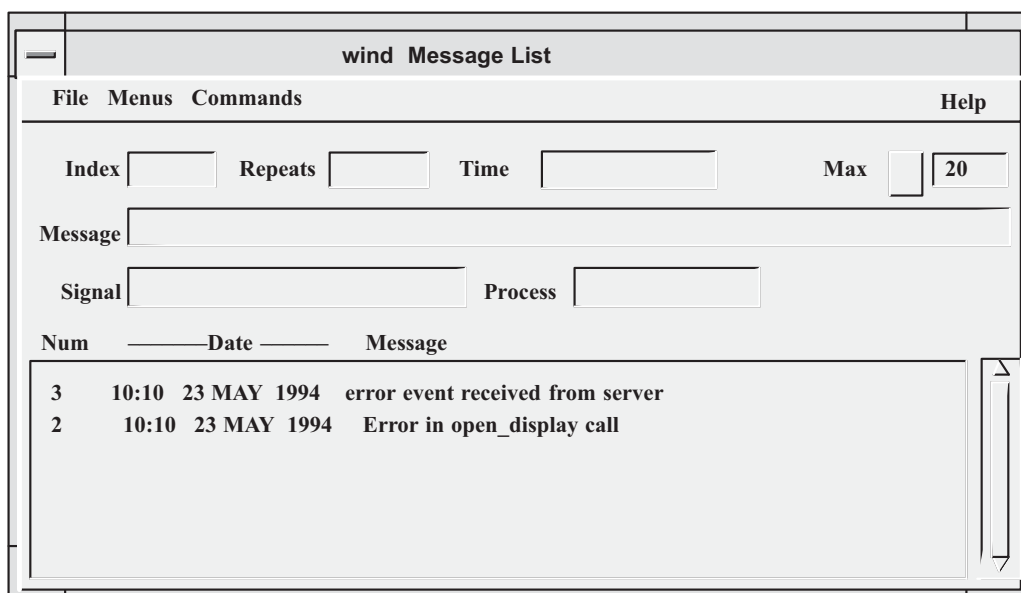 wind Message List
File Menus Commands Help
Index Repeats Time Max 20
Message
Signal Process
Num Date Message
3 10:10 23 MAY 1994 error event received from server
2 10:10 23 MAY 1994 Error in open_display call